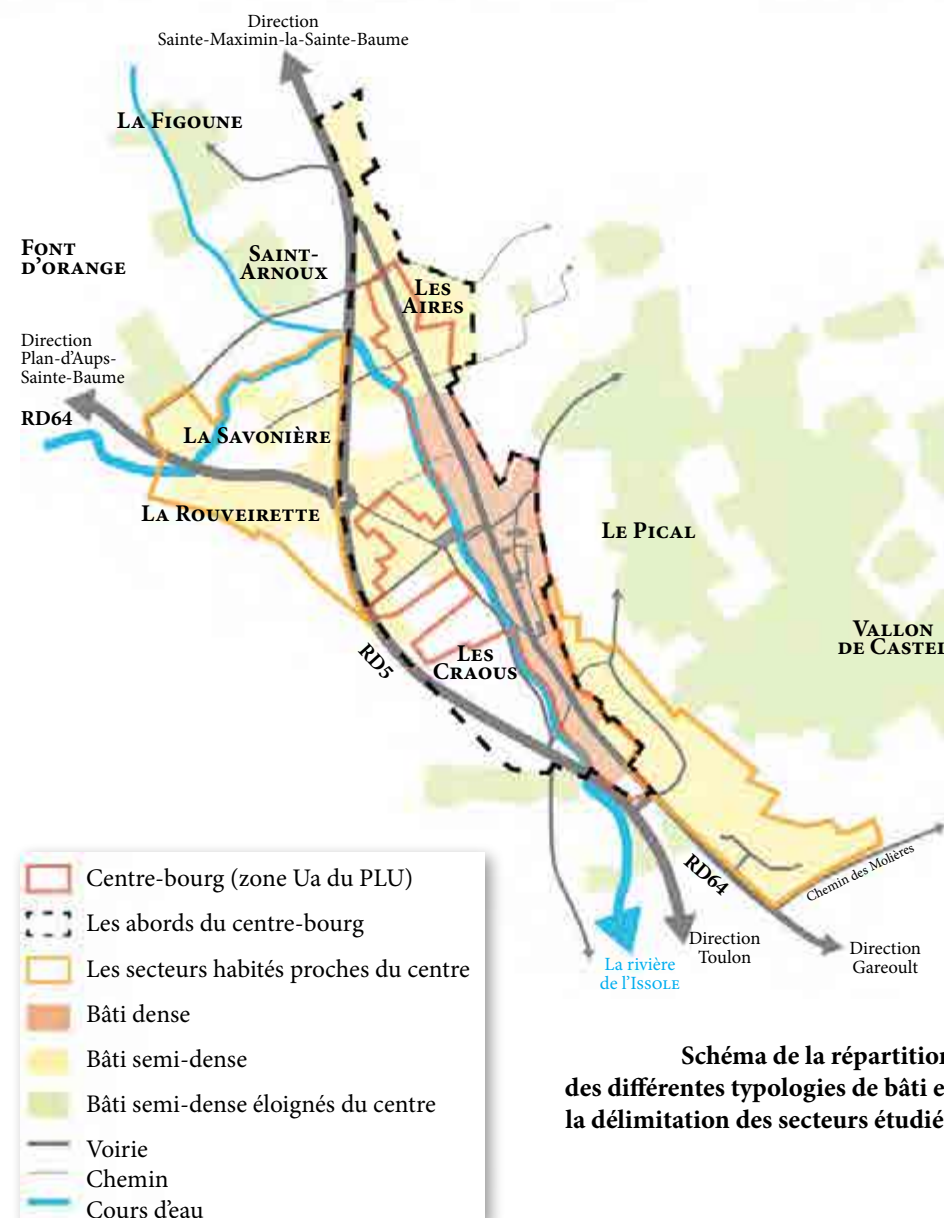 Direction
Sainte-Maximin-la-Sainte-Baume
La Figoune
Font
d'orange
Saint-
Arnoux
Les
Aires
Direction
Plan-d'Aups-
Sainte-Baume
RD64
La Savonière
La Rouveirette
Le Pical
Vallon
de Castel
RD5
Les
Craous
RD64
Chemin des Molières
Direction
Toulon
Direction
Gareoult
La rivière
de l'Issole
Centre-bourg (zone Ua du PLU)
Les abords du centre-bourg
Les secteurs habités proches du centre
Bâti dense
Bâti semi-dense
Bâti semi-dense éloignés du centre
Voirie
Chemin
Cours d'eau
Schéma de la répartition
des différentes typologies de bâti e
la délimitation des secteurs étudié